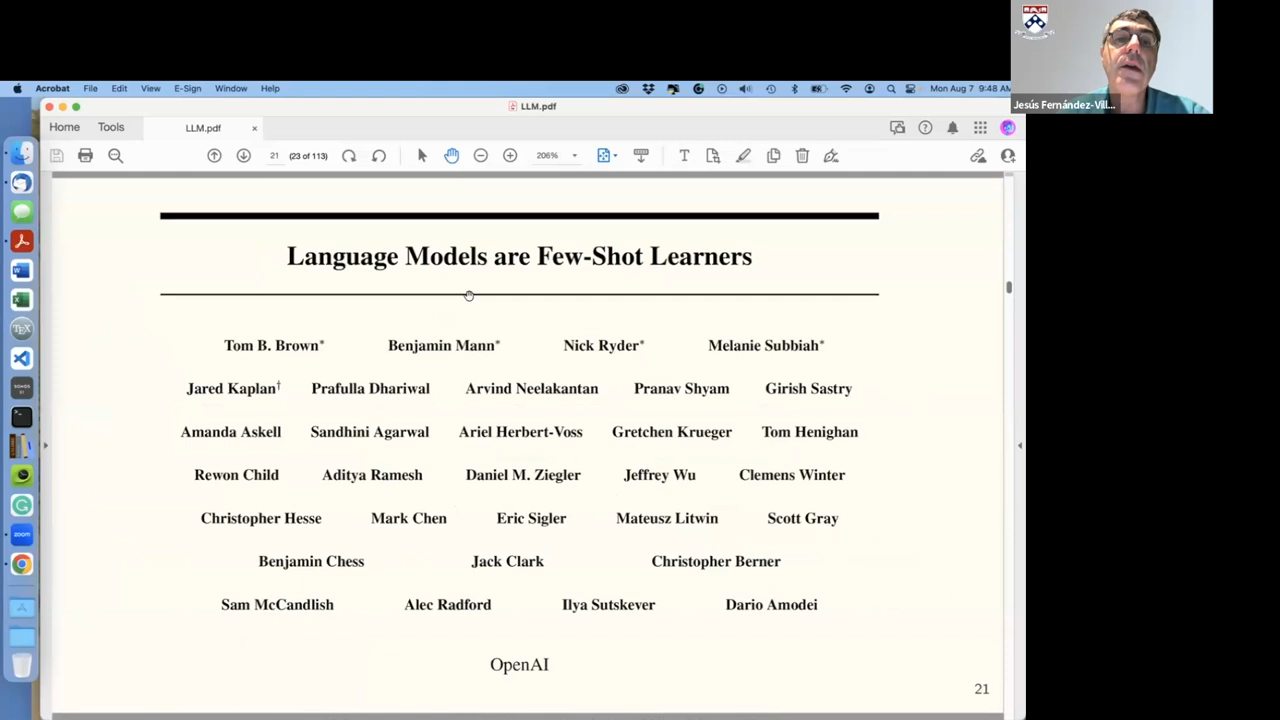 Acrobat File Edit View E-Sign Window Help Mon Aug 7 9:48 AM
Jesús Fernández-Vill...
LLM.pdf
Home Tools LLM.pdf ×
21 (23 of 113) 206%
Language Models are Few-Shot Learners
Tom B. Brown* Benjamin Mann* Nick Ryder* Melanie Subbiah*
Jared Kaplan† Prafulla Dhariwal Arvind Neelakantan Pranav Shyam Girish Sastry
Amanda Askell Sandhini Agarwal Ariel Herbert-Voss Gretchen Krueger Tom Henighan
Rewon Child Aditya Ramesh Daniel M. Ziegler Jeffrey Wu Clemens Winter
Christopher Hesse Mark Chen Eric Sigler Mateusz Litwin Scott Gray
Benjamin Chess Jack Clark Christopher Berner
Sam McCandlish Alec Radford Ilya Sutskever Dario Amodei
OpenAI
21
TEX
zoom